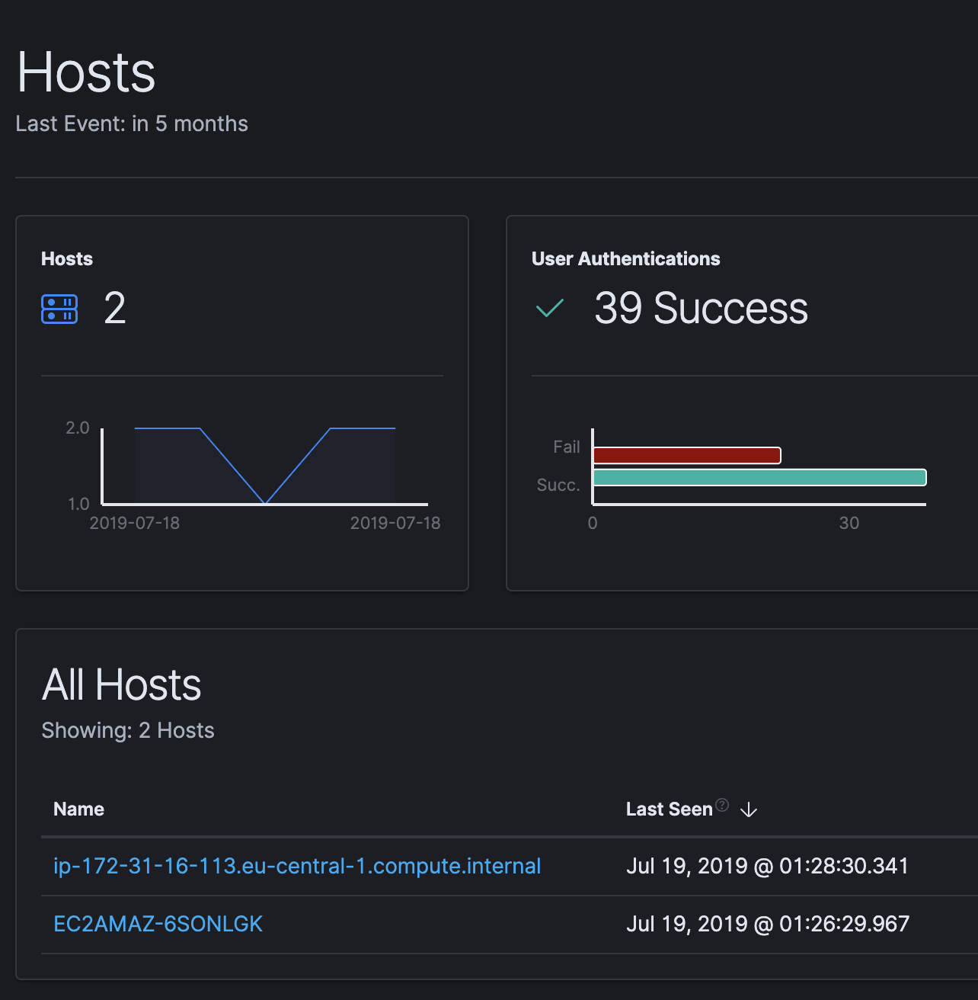 Hosts
Last Event: in 5 months
Hosts
2
2.0
1.0
2019-07-18
2019-07-18
User Authentications
39 Success
Fail
Succ.
0
30
All Hosts
Showing: 2 Hosts
Name Last Seen ?
ip-172-31-16-113.eu-central-1.compute.internal Jul 19, 2019 @ 01:28:30.341
EC2AMAZ-6SONLGK Jul 19, 2019 @ 01:26:29.967